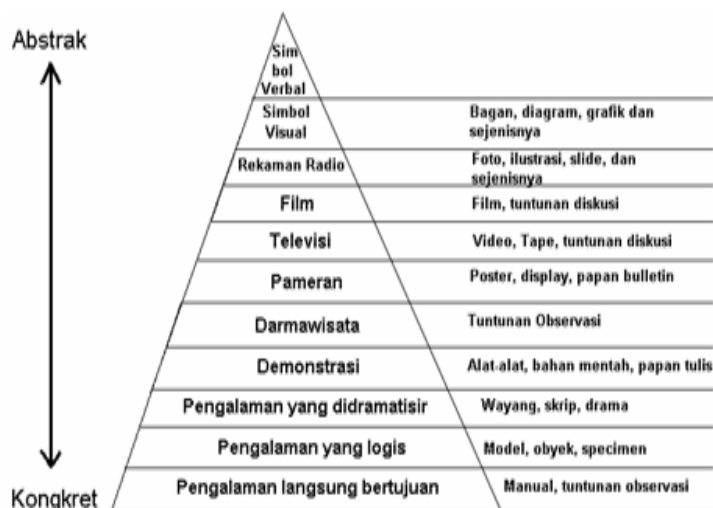 Abstrak
Sim
bol
Verbal
Simbol
Visual
Bagan, diagram, grafik dan
sejenisnya
Rekaman Radio
Foto, ilustrasi, slide, dan
sejenisnya
Film
Film, tuntunan diskusi
Televisi
Video, Tape, tuntunan diskusi
Pameran
Poster, display, papan bulletin
Darmawisata
Tuntunan Observasi
Demonstrasi
Alat-alat, bahan mentah, papan tulis
Pengalaman yang didramatisir
Wayang, skrip, drama
Pengalaman yang logis
Model, obyek, specimen
Pengalaman langsung bertujuan
Manual, tuntunan observasi
Kongkret